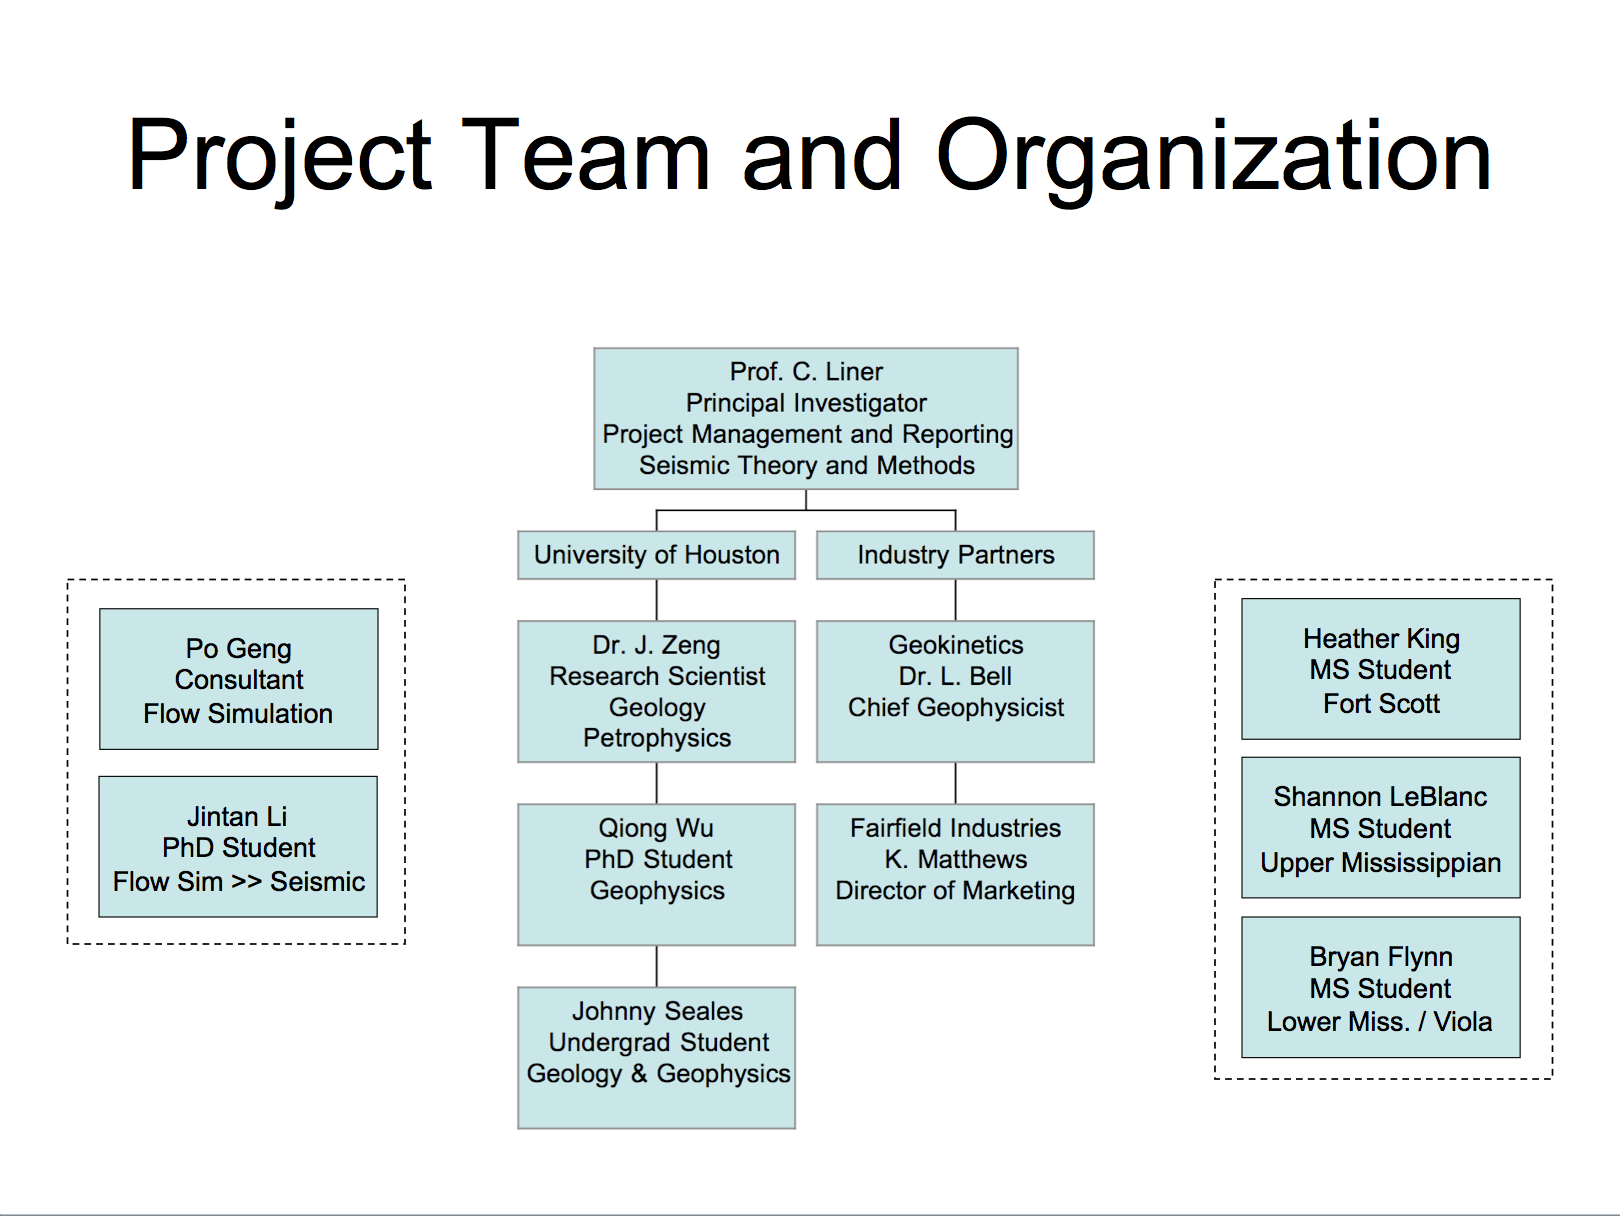 Project Team and Organization
Prof. C. Liner
Principal Investigator
Project Management and Reporting
Seismic Theory and Methods
University of Houston
Industry Partners
Po Geng
Consultant
Flow Simulation
Jintan Li
PhD Student
Flow Sim >> Seismic
Dr. J. Zeng
Research Scientist
Geology
Petrophysics
Qiong Wu
PhD Student
Geophysics
Johnny Seales
Undergrad Student
Geology & Geophysics
Geokinetics
Dr. L. Bell
Chief Geophysicist
Fairfield Industries
K. Matthews
Director of Marketing
Heather King
MS Student
Fort Scott
Shannon LeBlanc
MS Student
Upper Mississippian
Bryan Flynn
MS Student
Lower Miss. / Viola